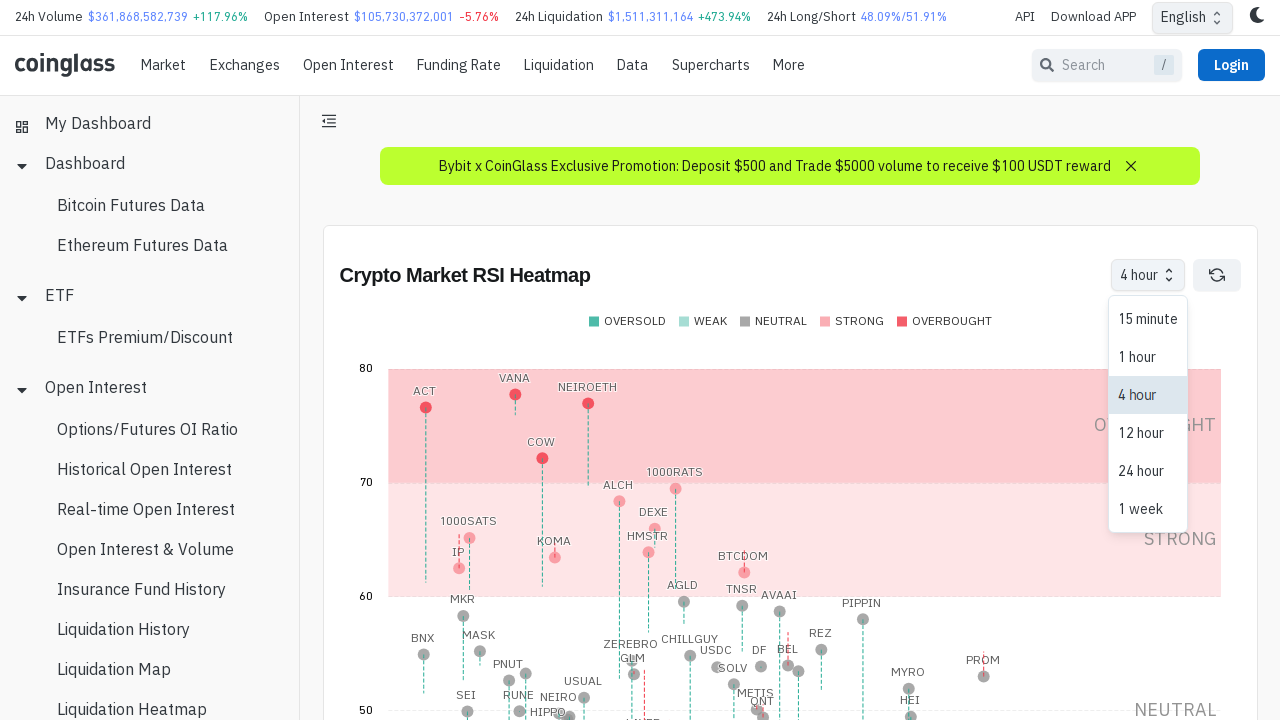 24h Volume $361,868,582,739 +117.96% Open Interest $105,730,372,001 -5.76% 24h Liquidation $1,511,311,164 +473.94% 24h Long/Short 48.09%/51.91% API Download APP English
coinglass Market Exchanges Open Interest Funding Rate Liquidation Data Supercharts More Search / Login
My Dashboard
Dashboard
Bitcoin Futures Data
Ethereum Futures Data
ETF
ETFs Premium/Discount
Open Interest
Options/Futures OI Ratio
Historical Open Interest
Real-time Open Interest
Open Interest & Volume
Insurance Fund History
Liquidation History
Liquidation Map
Liquidation Heatmap
Bybit x CoinGlass Exclusive Promotion: Deposit $500 and Trade $5000 volume to receive $100 USDT reward
Crypto Market RSI Heatmap
4 hour
15 minute
1 hour
4 hour
12 hour
24 hour
1 week
OVERSOLD WEAK NEUTRAL STRONG OVERBOUGHT
80
VANA
NEIROETH
ACT
COW
1000RATS
70
ALCH
DEXE
1000SATS
HMSTR
KOMA
STRONG
IP
BTCDOM
AGLD
TNSR
AVAAI
60
MKR
PIPPIN
MASK
REZ
BNX
CHILLGUY
ZEREBRO
USDC
DF
BEL
GLM
PROM
PNUT
SOLV
MYRO
USUAL
SEI
RUNE
NEIRO
METIS
QNT
HEI
50
HIPPO
NEUTRAL